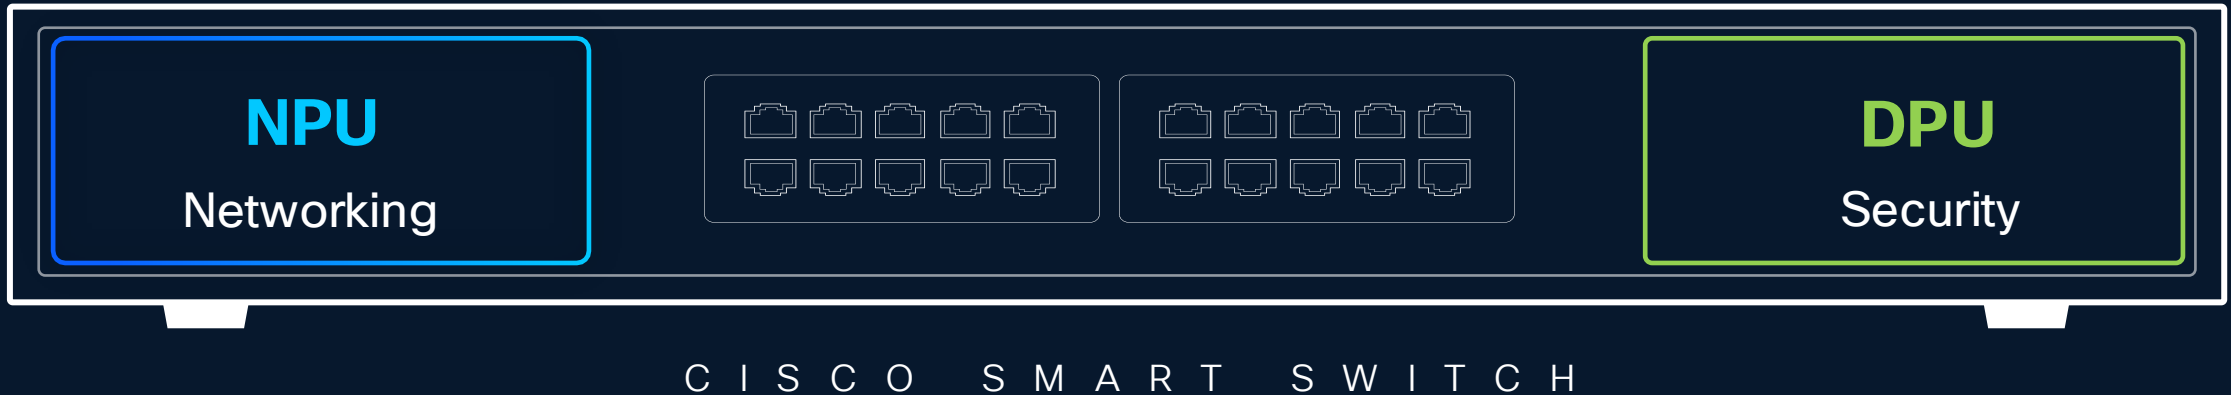 NPU
Networking
DPU
Security
CISCO SMART SWITCH